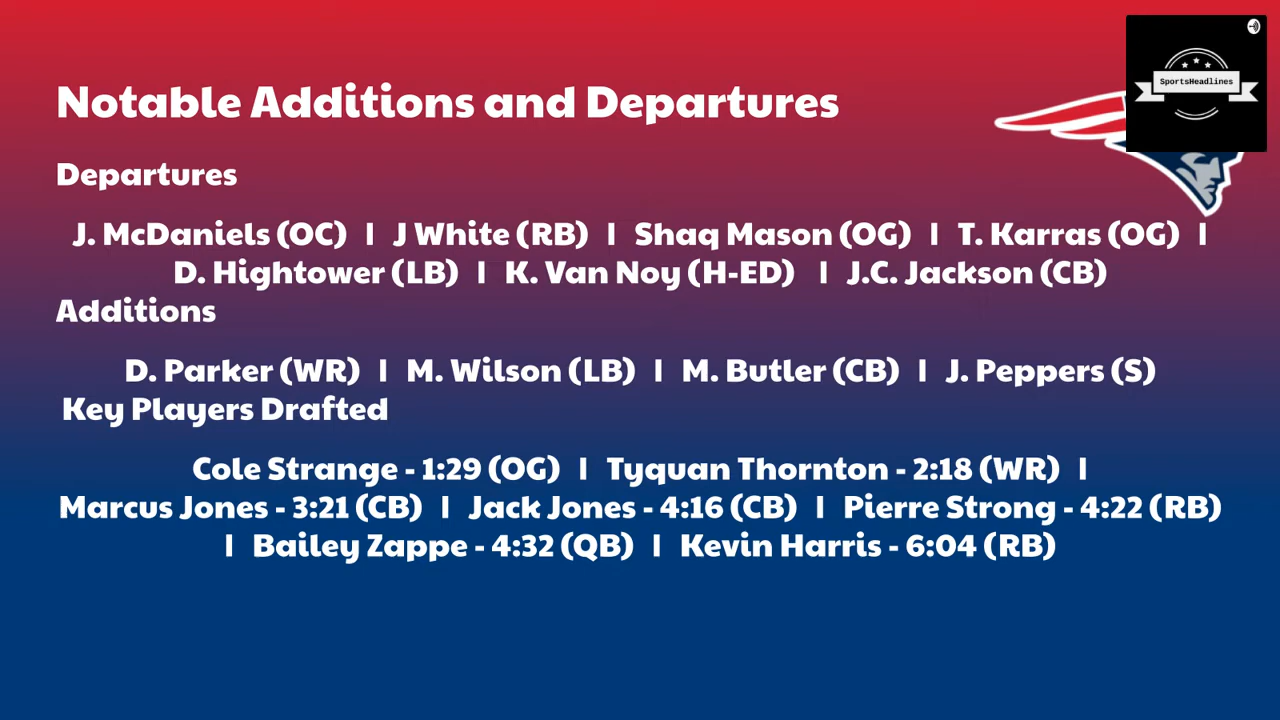 SportsHeadlines
Notable Additions and Departures
Departures
J. McDaniels (OC) I J White (RB) I Shaq Mason (OG) I T. Karras (OG) I
D. Hightower (LB) I K. Van Noy (H-ED) I J.C. Jackson (CB)
Additions
D. Parker (WR) I M. Wilson (LB) I M. Butler (CB) I J. Peppers (S)
Key Players Drafted
Cole Strange - 1:29 (OG) I Tyquan Thornton - 2:18 (WR) I
Marcus Jones - 3:21 (CB) I Jack Jones - 4:16 (CB) I Pierre Strong - 4:22 (RB)
I Bailey Zappe - 4:32 (QB) I Kevin Harris - 6:04 (RB)